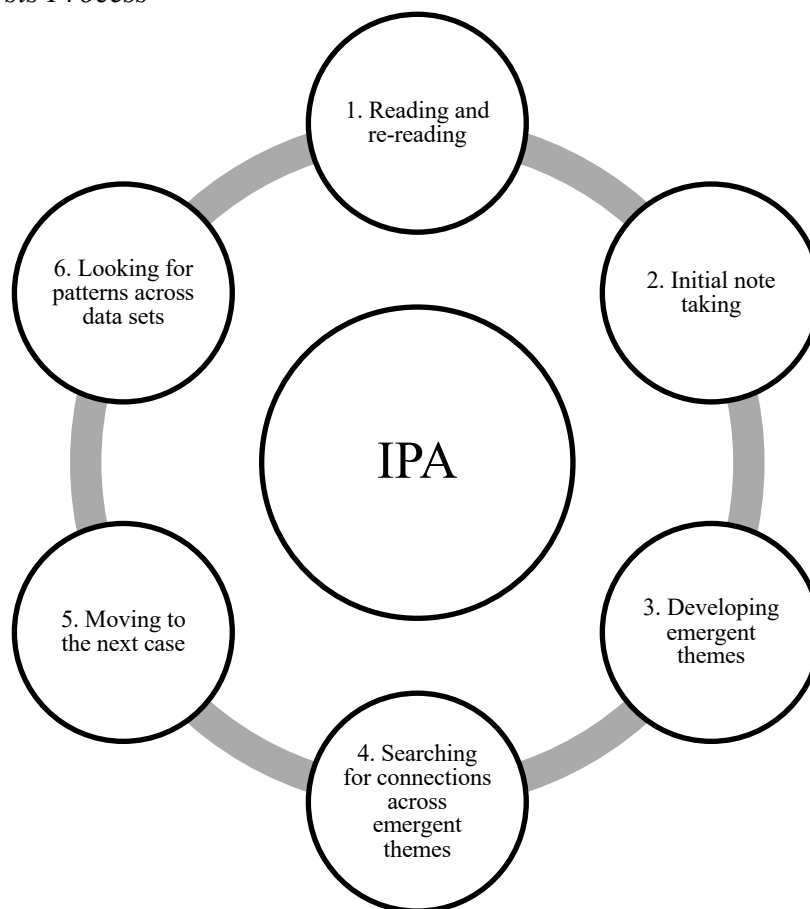 Process
1. Reading and
re-reading
2. Initial note
taking
3. Developing
emergent
themes
4. Searching
for connections
across
emergent
themes
5. Moving to
the next case
6. Looking for
patterns across
data sets
IPA